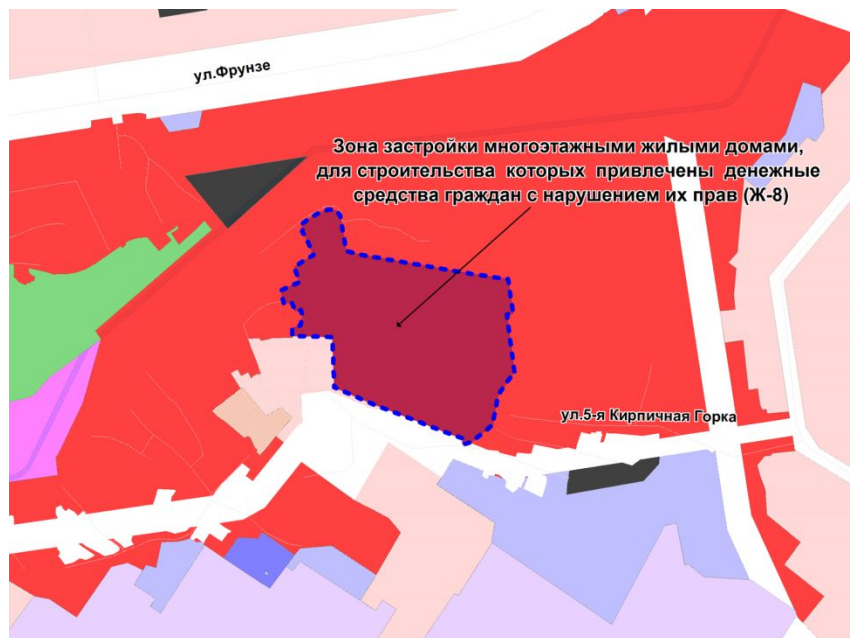 ул.Фрунзе
Зона застройки многоэтажными жилыми домами,
для строительства которых привлечены денежные
средства граждан с нарушением их прав (Ж-8)
ул.5-я Кирпичная Горка